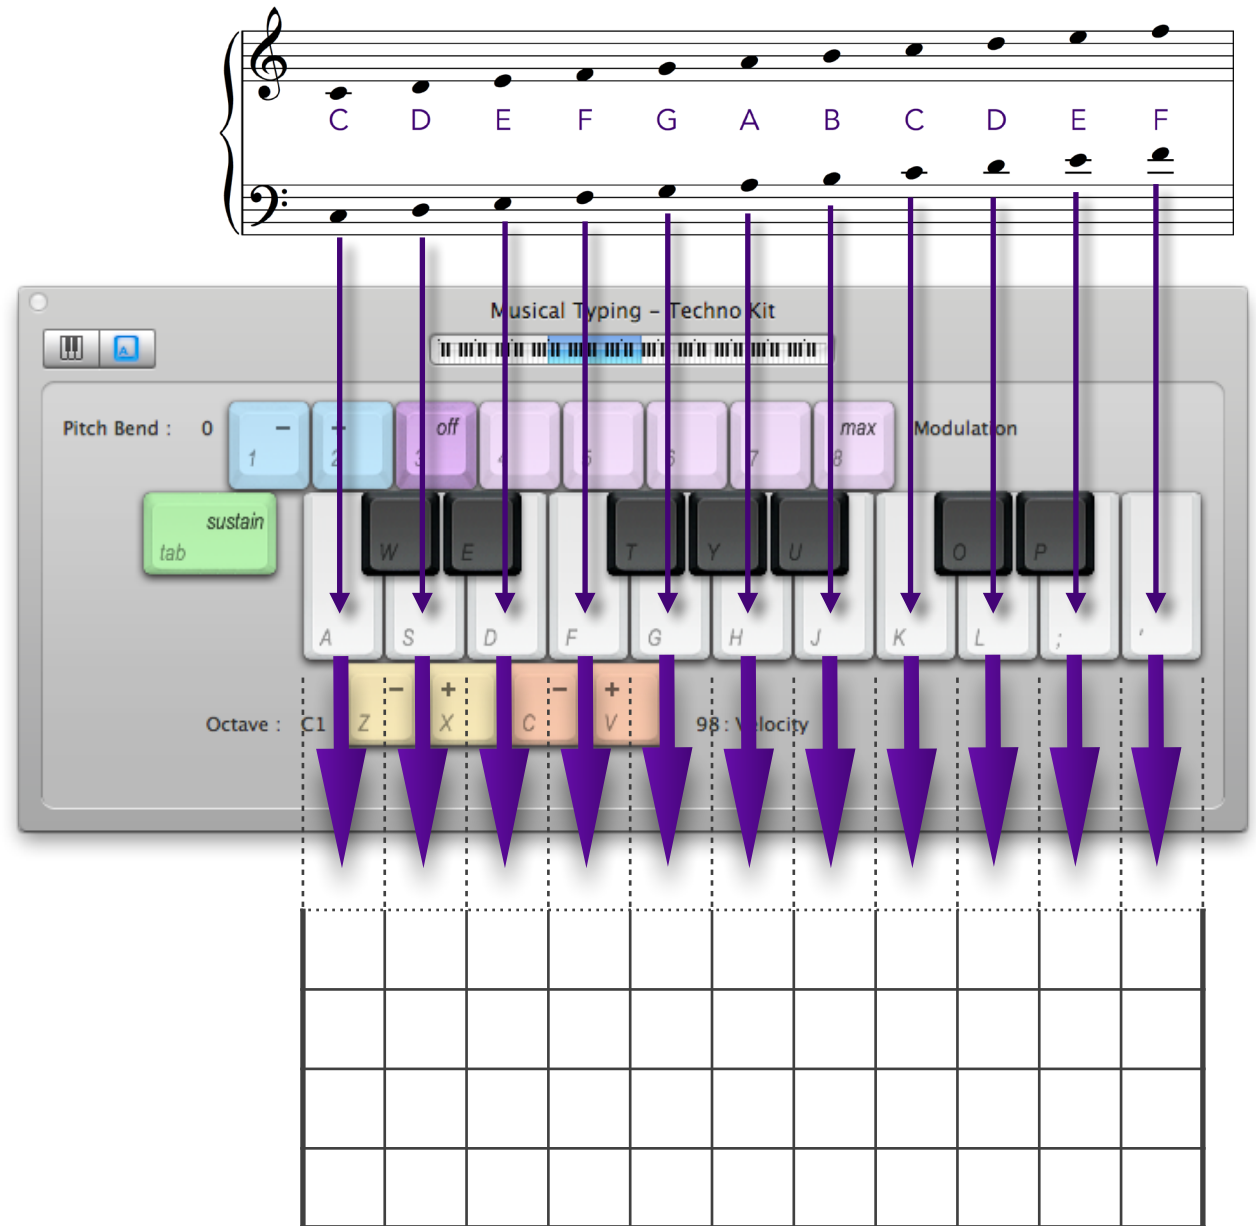 C D E F G A B C D E F
Musical Typing – Techno Kit
A
Pitch Bend : 0 – + off max Modulation
1 2 3 4 5 6 7 8
sustain
tab
W E T Y U O P
A S D F G H J K L ; '
– + – +
Octave : C1 Z X C V 98 : Velocity